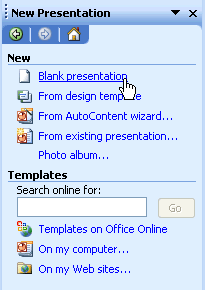 New Presentation
New
Blank presentation
From design template
From AutoContent wizard...
From existing presentation...
Photo album...
Templates
Search online for:
Go
Templates on Office Online
On my computer...
On my Web sites...